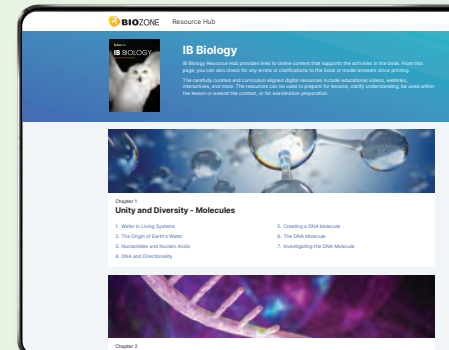 BIOZONE Resource Hub
IB BIOLOGY
IB Biology
IB Biology Resource Hub provides links to online content that supports the activities in the book. From this
page, you can also check for any errata or clarifications to the book or model answers since printing.
The carefully curated and curriculum aligned digital resources include educational videos, weblinks,
interactives, and more. The resources can be used to prepare for lessons, clarify understanding, be used within
the lesson or extend the context, or for examination preparation.
Chapter 1
Unity and Diversity - Molecules
1. Water in Living Systems
2. The Origin of Earth's Water
3. Nucleotides and Nucleic Acids
4. DNA and Directionality
5. Creating a DNA Molecule
6. The DNA Molecule
7. Investigating the DNA Molecule
Chapter 2